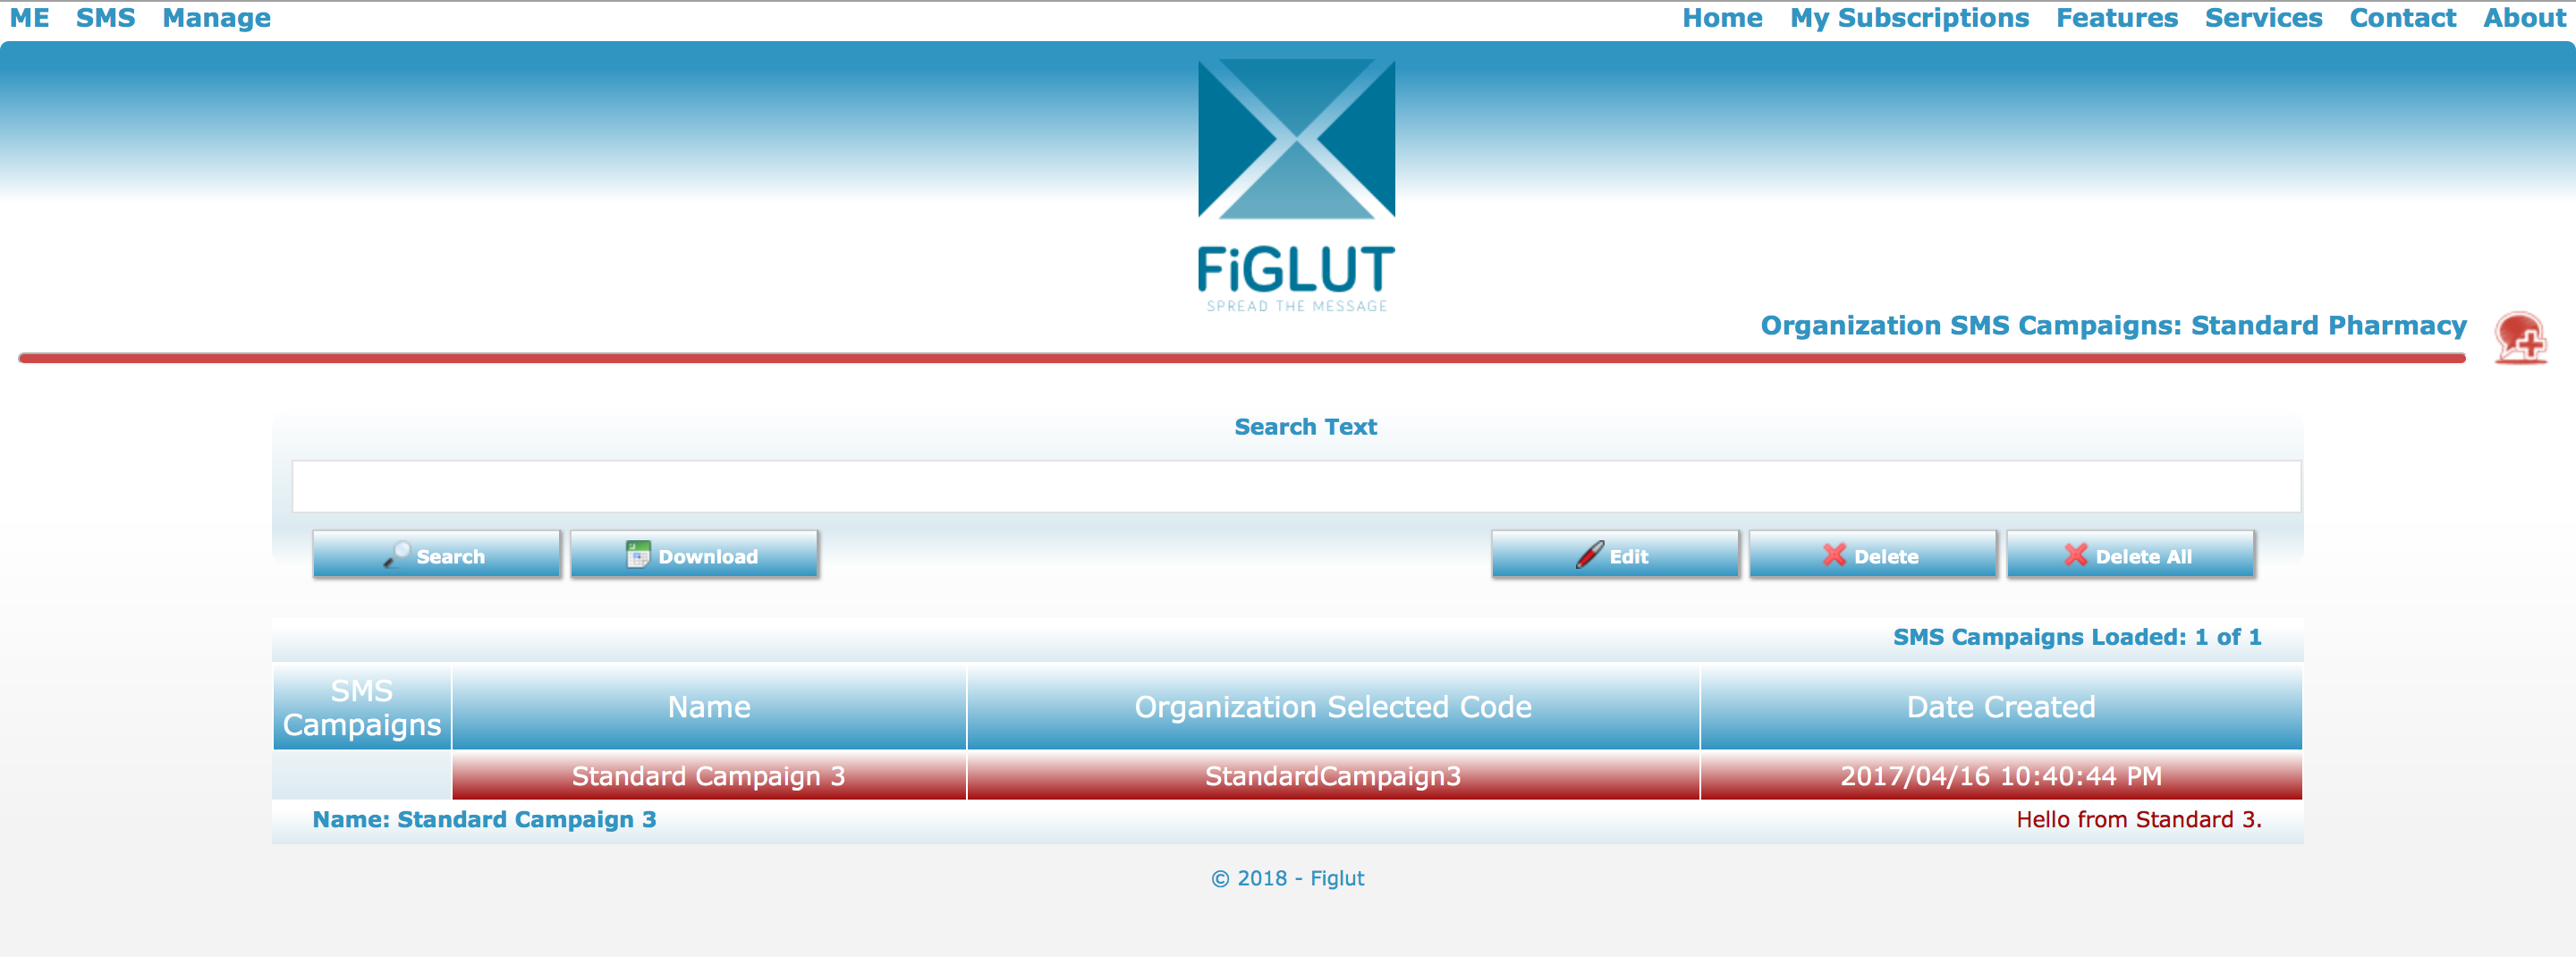 ME SMS Manage Home My Subscriptions Features Services Contact About
FiGLUT
SPREAD THE MESSAGE
Organization SMS Campaigns: Standard Pharmacy
Search Text
Search Download Edit Delete Delete All
SMS Campaigns Loaded: 1 of 1
SMS Campaigns Name Organization Selected Code Date Created
Standard Campaign 3 StandardCampaign3 2017/04/16 10:40:44 PM
Name: Standard Campaign 3 Hello from Standard 3.
© 2018 - Figlut